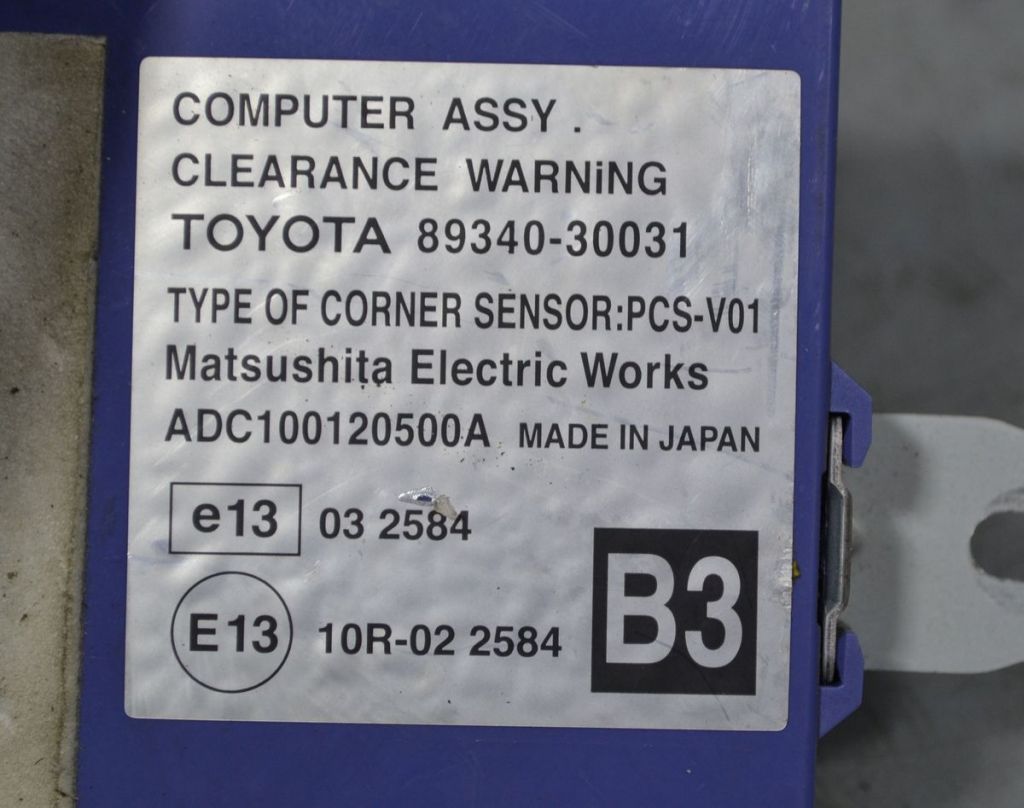 COMPUTER ASSY .
CLEARANCE WARNiNG
TOYOTA 89340-30031
TYPE OF CORNER SENSOR:PCS-V01
Matsushita Electric Works
ADC100120500A MADE IN JAPAN
e13 03 2584
E13 10R-02 2584
B3